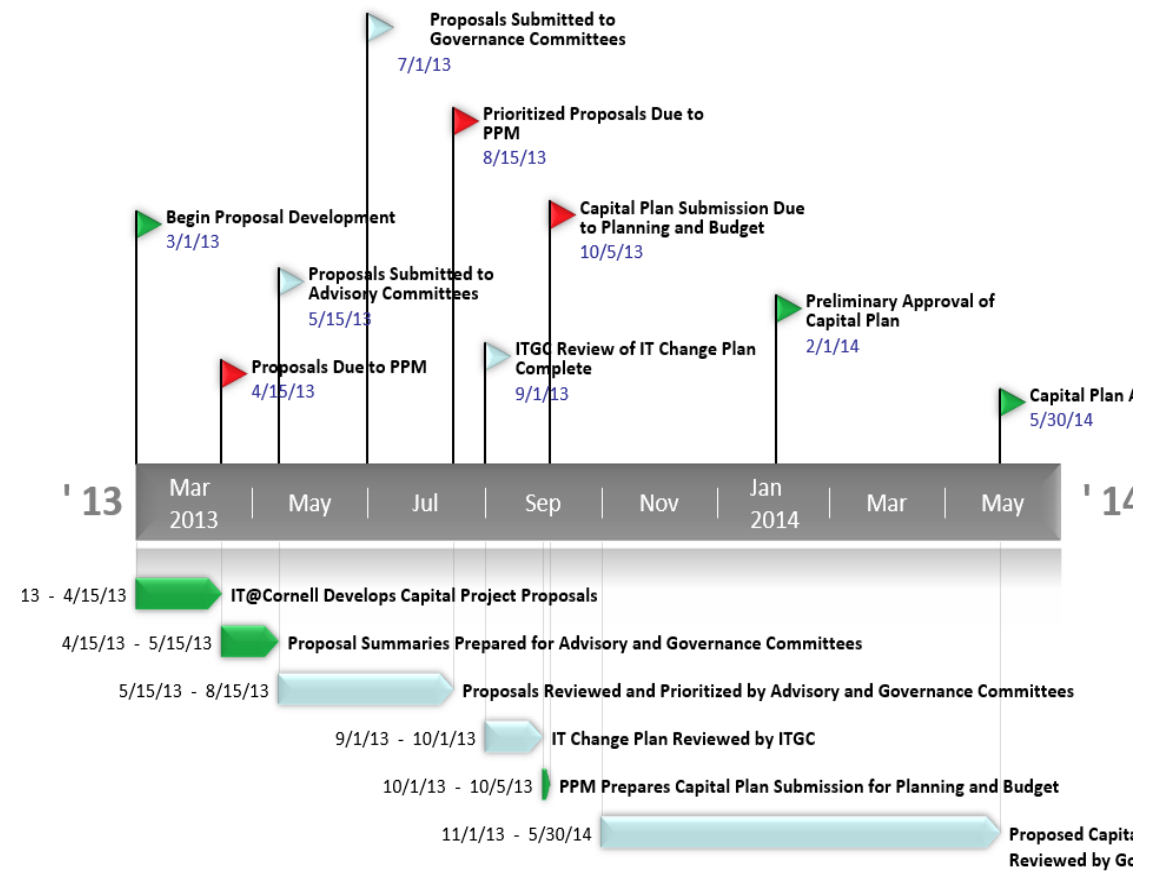 Proposals Submitted to
Governance Committees
7/1/13
Prioritized Proposals Due to
PPM
8/15/13
Capital Plan Submission Due
to Planning and Budget
10/5/13
Begin Proposal Development
3/1/13
Proposals Submitted to
Advisory Committees
5/15/13
Preliminary Approval of
Capital Plan
2/1/14
ITGC Review of IT Change Plan
Complete
9/1/13
Proposals Due to PPM
4/15/13
Capital Plan
5/30/14
' 13 Mar 2013 May Jul Sep Nov Jan 2014 Mar May ' 14
13 - 4/15/13 IT@Cornell Develops Capital Project Proposals
4/15/13 - 5/15/13 Proposal Summaries Prepared for Advisory and Governance Committees
5/15/13 - 8/15/13 Proposals Reviewed and Prioritized by Advisory and Governance Committees
9/1/13 - 10/1/13 IT Change Plan Reviewed by ITGC
10/1/13 - 10/5/13 PPM Prepares Capital Plan Submission for Planning and Budget
11/1/13 - 5/30/14 Proposed
Reviewed by